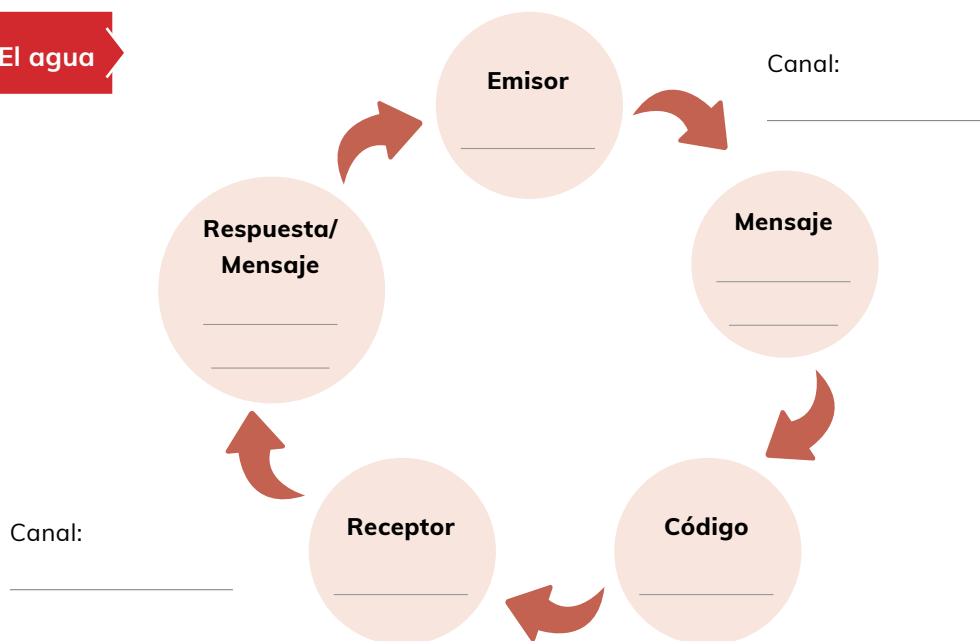 El agua
Emisor
Canal:
Mensaje
Respuesta/
Mensaje
Código
Receptor
Canal: